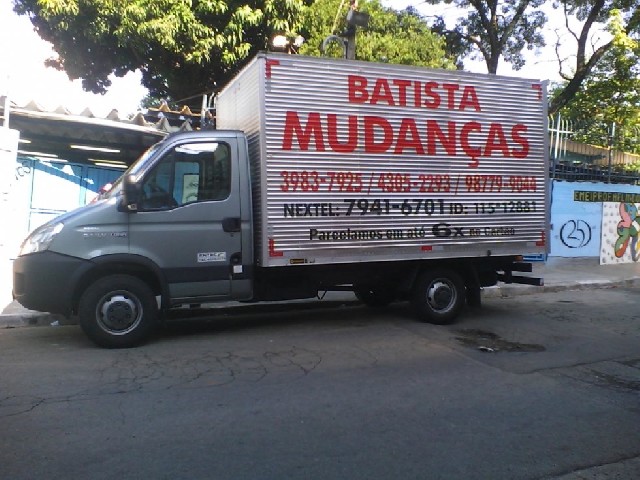 BATISTA
MUDANÇAS
3983-7925 / 4305-2293 / 98779-9044
NEXTEL: 7941-6701 ID: 115*12881
Parcelamos em até 6x no cartão